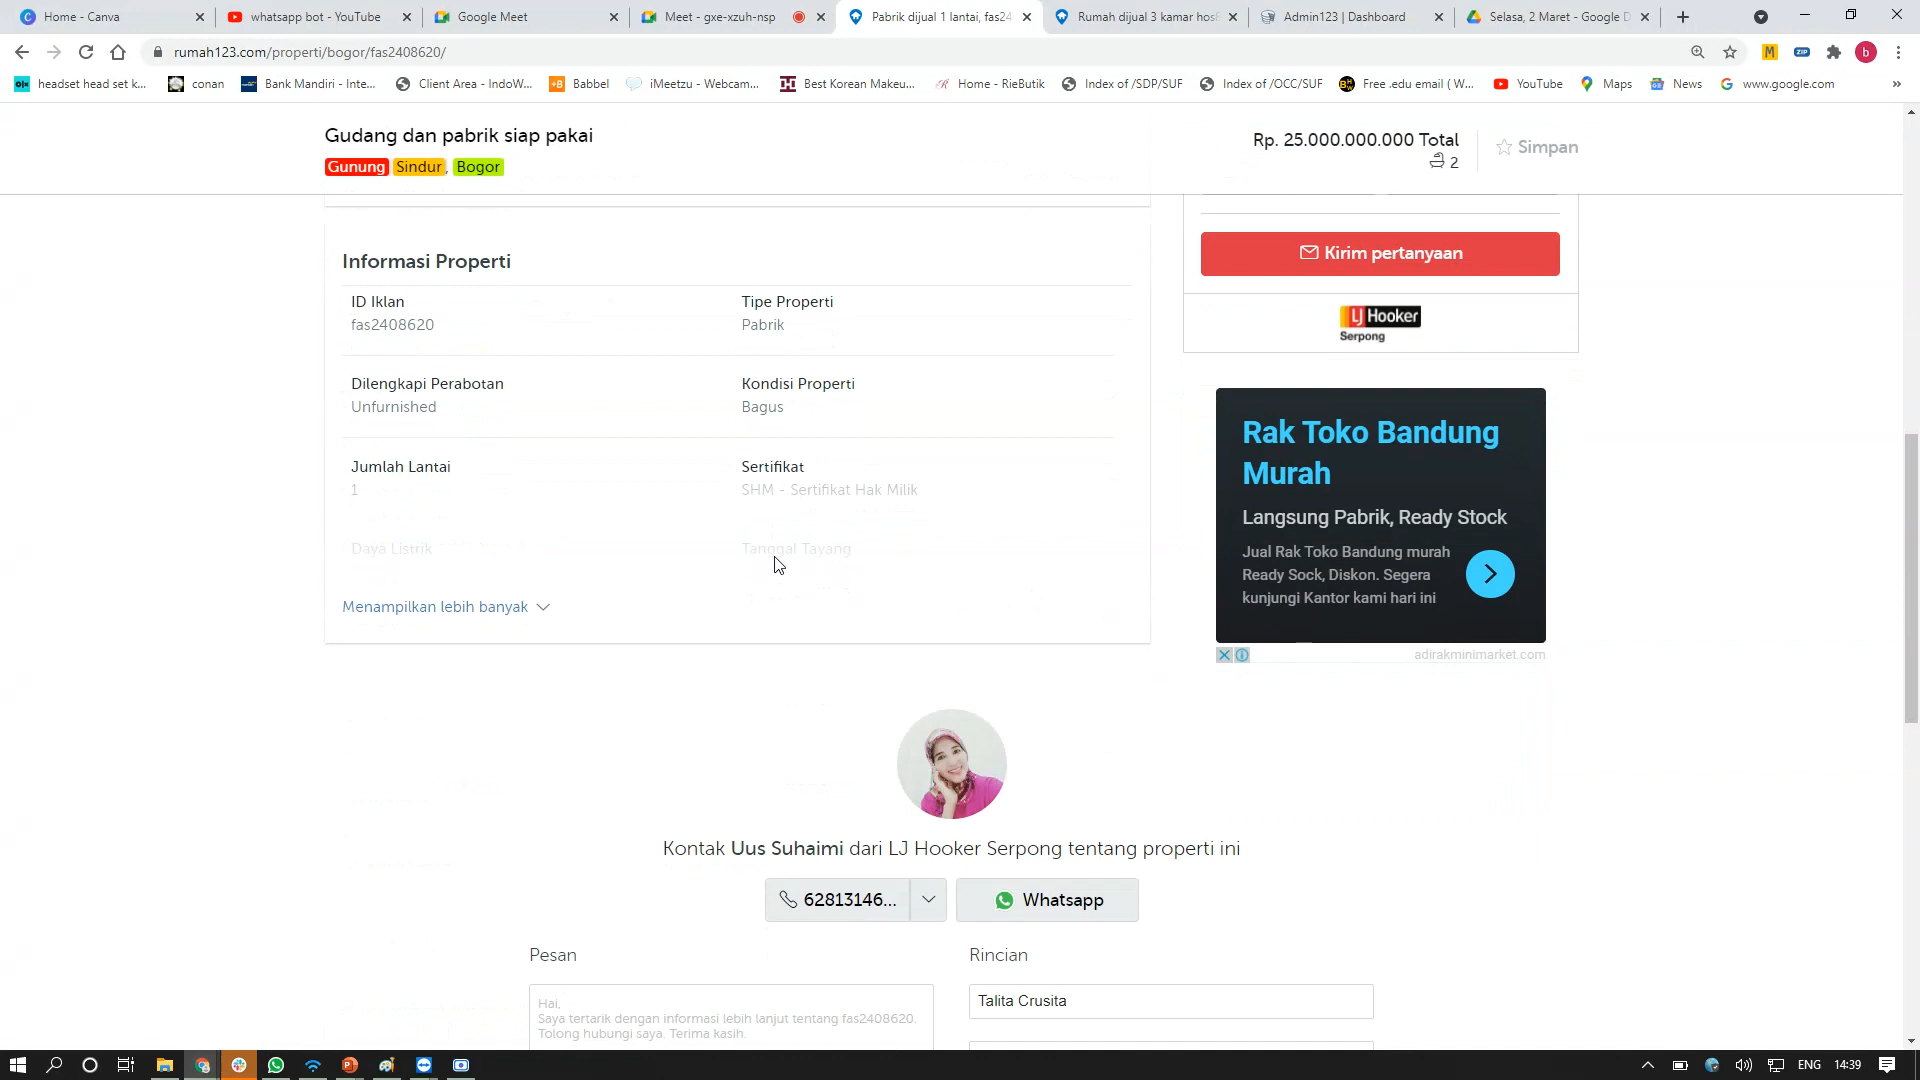 Home - Canva
whatsapp bot - YouTube
Google Meet
Meet - gxe-xzuh-nsp
Pabrik dijual 1 lantai, fas24
Rumah dijual 3 kamar hos
Admin123 | Dashboard
Selasa, 2 Maret - Google D
rumah123.com/properti/bogor/fas2408620/
M
ZIP
b
olx
headset head set k...
conan
Bank Mandiri - Inte...
Client Area - IndoW...
+B
Babbel
iMeetzu - Webcam...
Best Korean Makeu...
Home - RieButik
Index of /SDP/SUF
Index of /OCC/SUF
Free .edu email ( W...
YouTube
Maps
News
www.google.com
»
Gudang dan pabrik siap pakai
Gunung Sindur, Bogor
Rp. 25.000.000.000 Total
2
Simpan
Informasi Properti
ID Iklan
fas2408620
Tipe Properti
Pabrik
Dilengkapi Perabotan
Unfurnished
Kondisi Properti
Bagus
Jumlah Lantai
1
Sertifikat
SHM - Sertifikat Hak Milik
Daya Listrik
Tanggal Tayang
Menampilkan lebih banyak
Kirim pertanyaan
LJ Hooker
Serpong
Rak Toko Bandung
Murah
Langsung Pabrik, Ready Stock
Jual Rak Toko Bandung murah
Ready Sock, Diskon. Segera
kunjungi Kantor kami hari ini
adirakminimarket.com
Kontak Uus Suhaimi dari LJ Hooker Serpong tentang properti ini
62813146...
Whatsapp
Pesan
Rincian
Hai,
Saya tertarik dengan informasi lebih lanjut tentang fas2408620.
Tolong hubungi saya. Terima kasih.
Talita Crusita
ENG
14:39